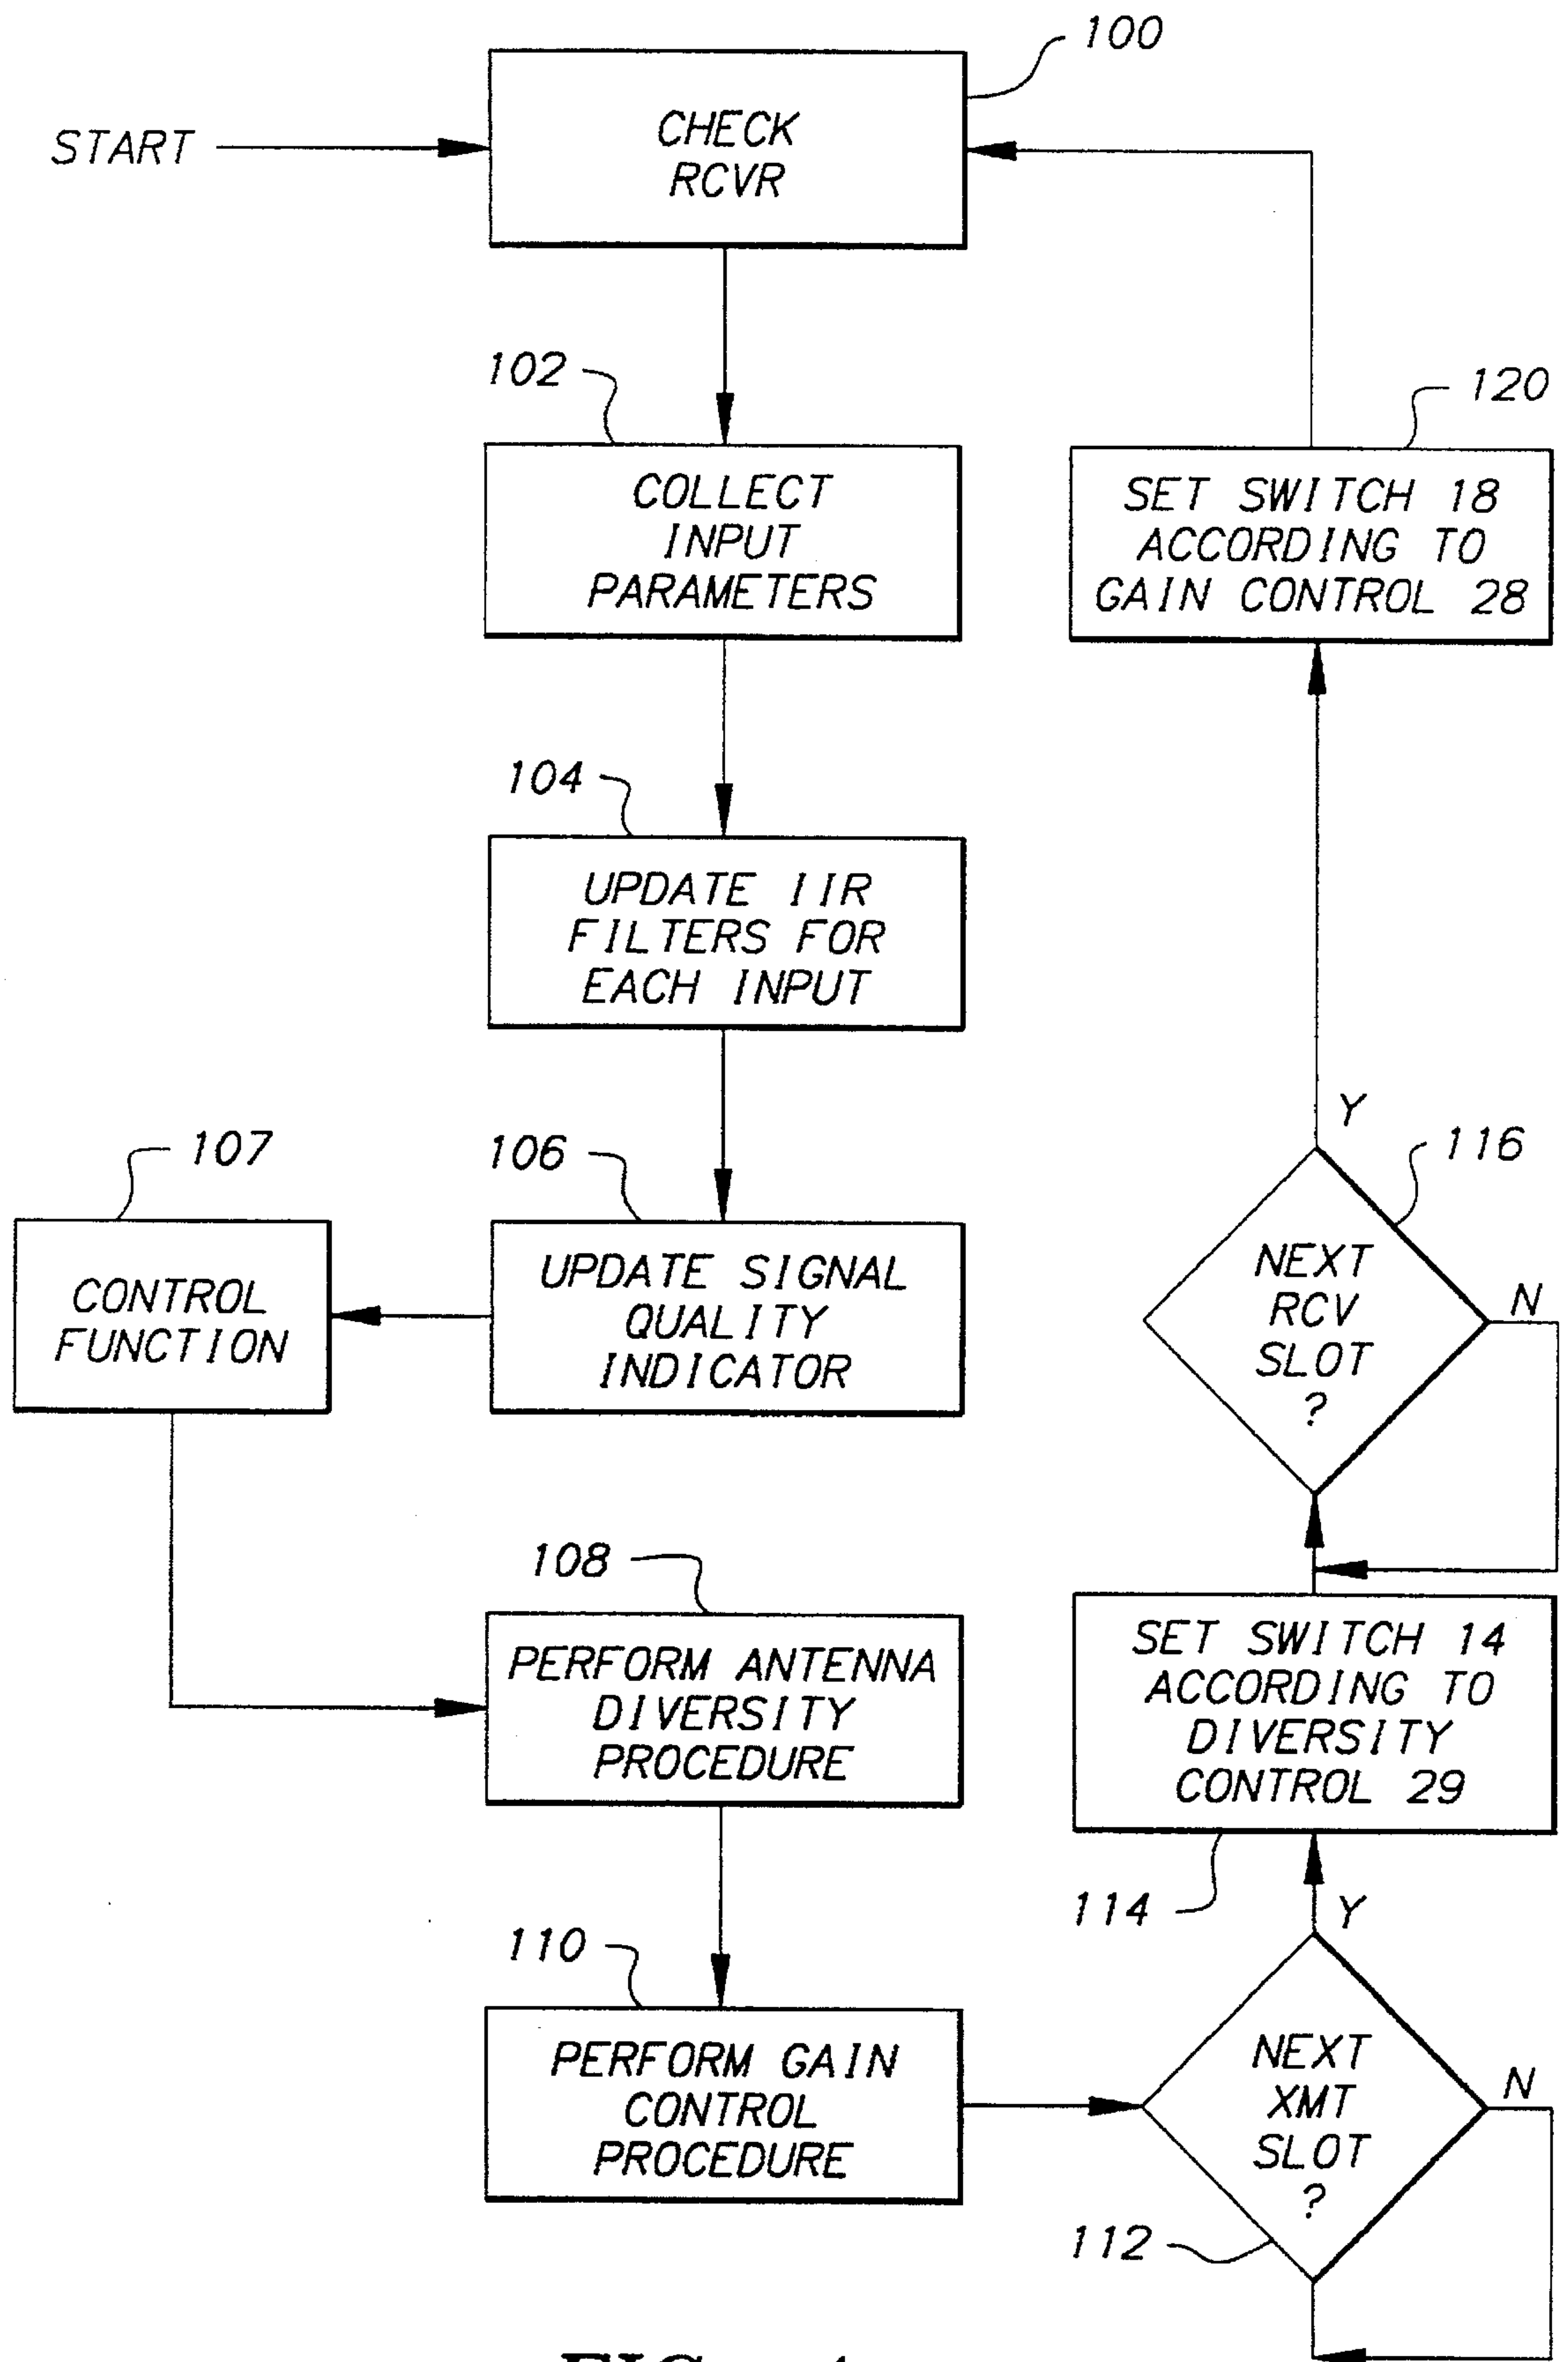 START
CHECK
RCVR
100
102
COLLECT
INPUT
PARAMETERS
104
UPDATE IIR
FILTERS FOR
EACH INPUT
106
UPDATE SIGNAL
QUALITY
INDICATOR
107
CONTROL
FUNCTION
108
PERFORM ANTENNA
DIVERSITY
PROCEDURE
110
PERFORM GAIN
CONTROL
PROCEDURE
112
NEXT
XMT
SLOT
?
N
Y
114
SET SWITCH 14
ACCORDING TO
DIVERSITY
CONTROL 29
116
NEXT
RCV
SLOT
?
N
Y
120
SET SWITCH 18
ACCORDING TO
GAIN CONTROL 28